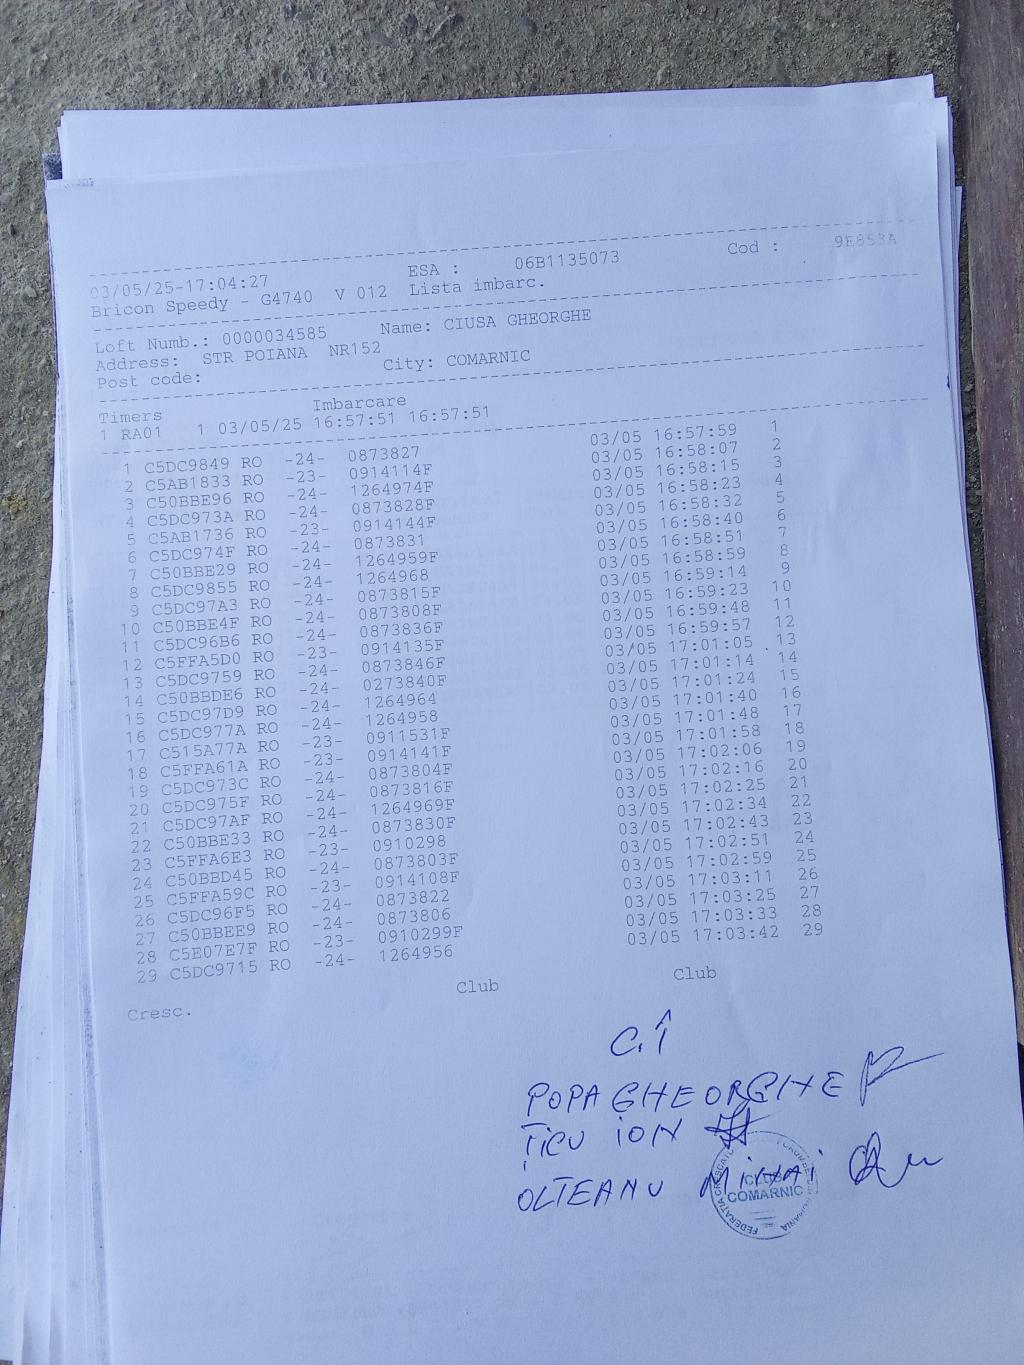 03/05/25-17:04:27 ESA : 06B1135073 Cod : 9E853A
Bricon Speedy - G4740 V 012 Lista imbarc.
Loft Numb.: 0000034585 Name: CIUSA GHEORGHE
Address: STR POIANA NR152
Post code: City: COMARNIC
Timers Imbarcare
1 RA01 1 03/05/25 16:57:51 16:57:51
1 C5DC9849 RO -24- 0873827 03/05 16:57:59 1
2 C5AB1833 RO -23- 0914114F 03/05 16:58:07 2
3 C50BBE96 RO -24- 1264974F 03/05 16:58:15 3
4 C5DC973A RO -24- 0873828F 03/05 16:58:23 4
5 C5AB1736 RO -23- 0914144F 03/05 16:58:32 5
6 C5DC974F RO -24- 0873831 03/05 16:58:40 6
7 C50BBE29 RO -24- 1264959F 03/05 16:58:51 7
8 C5DC9855 RO -24- 1264968 03/05 16:58:59 8
9 C5DC97A3 RO -24- 0873815F 03/05 16:59:14 9
10 C50BBE4F RO -24- 0873808F 03/05 16:59:23 10
11 C5DC96B6 RO -24- 0873836F 03/05 16:59:48 11
12 C5FFA5D0 RO -23- 0914135F 03/05 16:59:57 12
13 C5DC9759 RO -24- 0873846F 03/05 17:01:05 13
14 C50BBDE6 RO -24- 0273840F 03/05 17:01:14 14
15 C5DC97D9 RO -24- 1264964 03/05 17:01:24 15
16 C5DC977A RO -24- 1264958 03/05 17:01:40 16
17 C515A77A RO -23- 0911531F 03/05 17:01:48 17
18 C5FFA61A RO -23- 0914141F 03/05 17:01:58 18
19 C5DC973C RO -24- 0873804F 03/05 17:02:06 19
20 C5DC975F RO -24- 0873816F 03/05 17:02:16 20
21 C5DC97AF RO -24- 1264969F 03/05 17:02:25 21
22 C50BBE33 RO -24- 0873830F 03/05 17:02:34 22
23 C5FFA6E3 RO -23- 0910298 03/05 17:02:43 23
24 C50BBD45 RO -24- 0873803F 03/05 17:02:51 24
25 C5FFA59C RO -23- 0914108F 03/05 17:02:59 25
26 C5DC96F5 RO -24- 0873822 03/05 17:03:11 26
27 C50BBEE9 RO -24- 0873806 03/05 17:03:25 27
28 C5E07E7F RO -23- 0910299F 03/05 17:03:33 28
29 C5DC9715 RO -24- 1264956 03/05 17:03:42 29
Cresc. Club Club
C.Î
POPA GHEORGHE
ȚICU ION
OLTEANU MIHAI
CLUB
COMARNIC